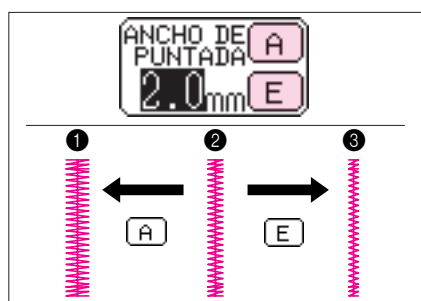 ANCHO DE A
PUNTADA
2.0mm E
❶ ❷ ❸
A E